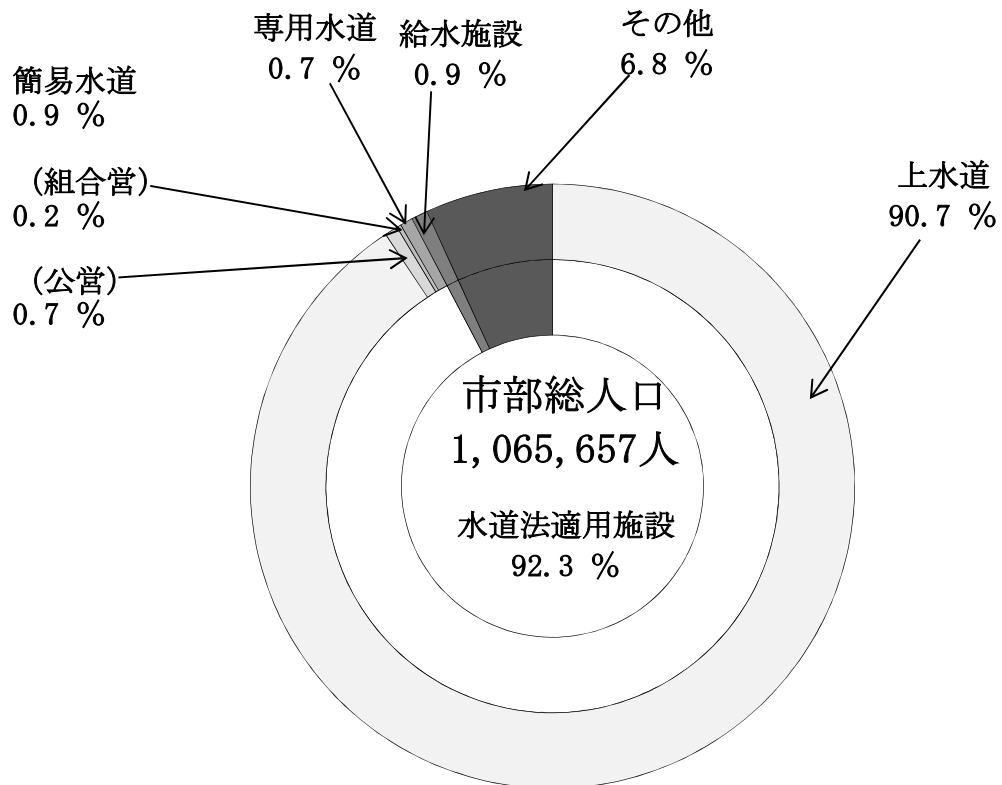 専用水道
0.7 %
給水施設
0.9 %
その他
6.8 %
簡易水道
0.9 %
(組合営)
0.2 %
(公営)
0.7 %
上水道
90.7 %
市部総人口
1,065,657人
水道法適用施設
92.3 %